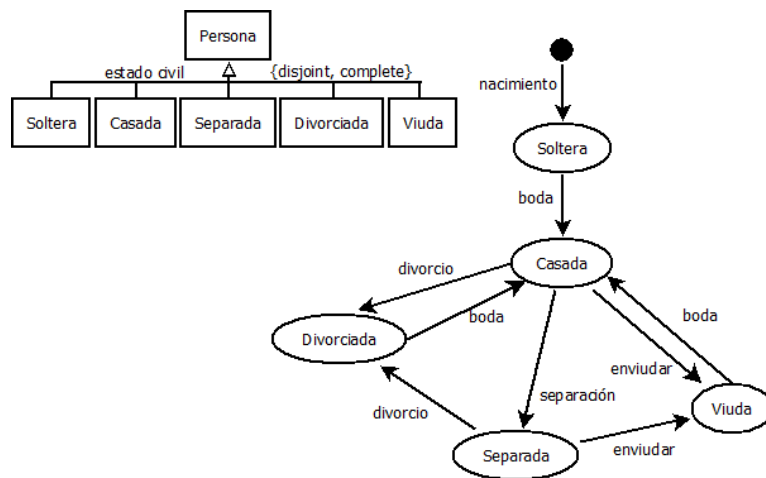 Persona
estado civil {disjoint, complete}
Soltera Casada Separada Divorciada Viuda
nacimiento
Soltera
boda
Casada
divorcio
boda
boda
Divorciada
enviudar
separación
Viuda
divorcio
enviudar
Separada